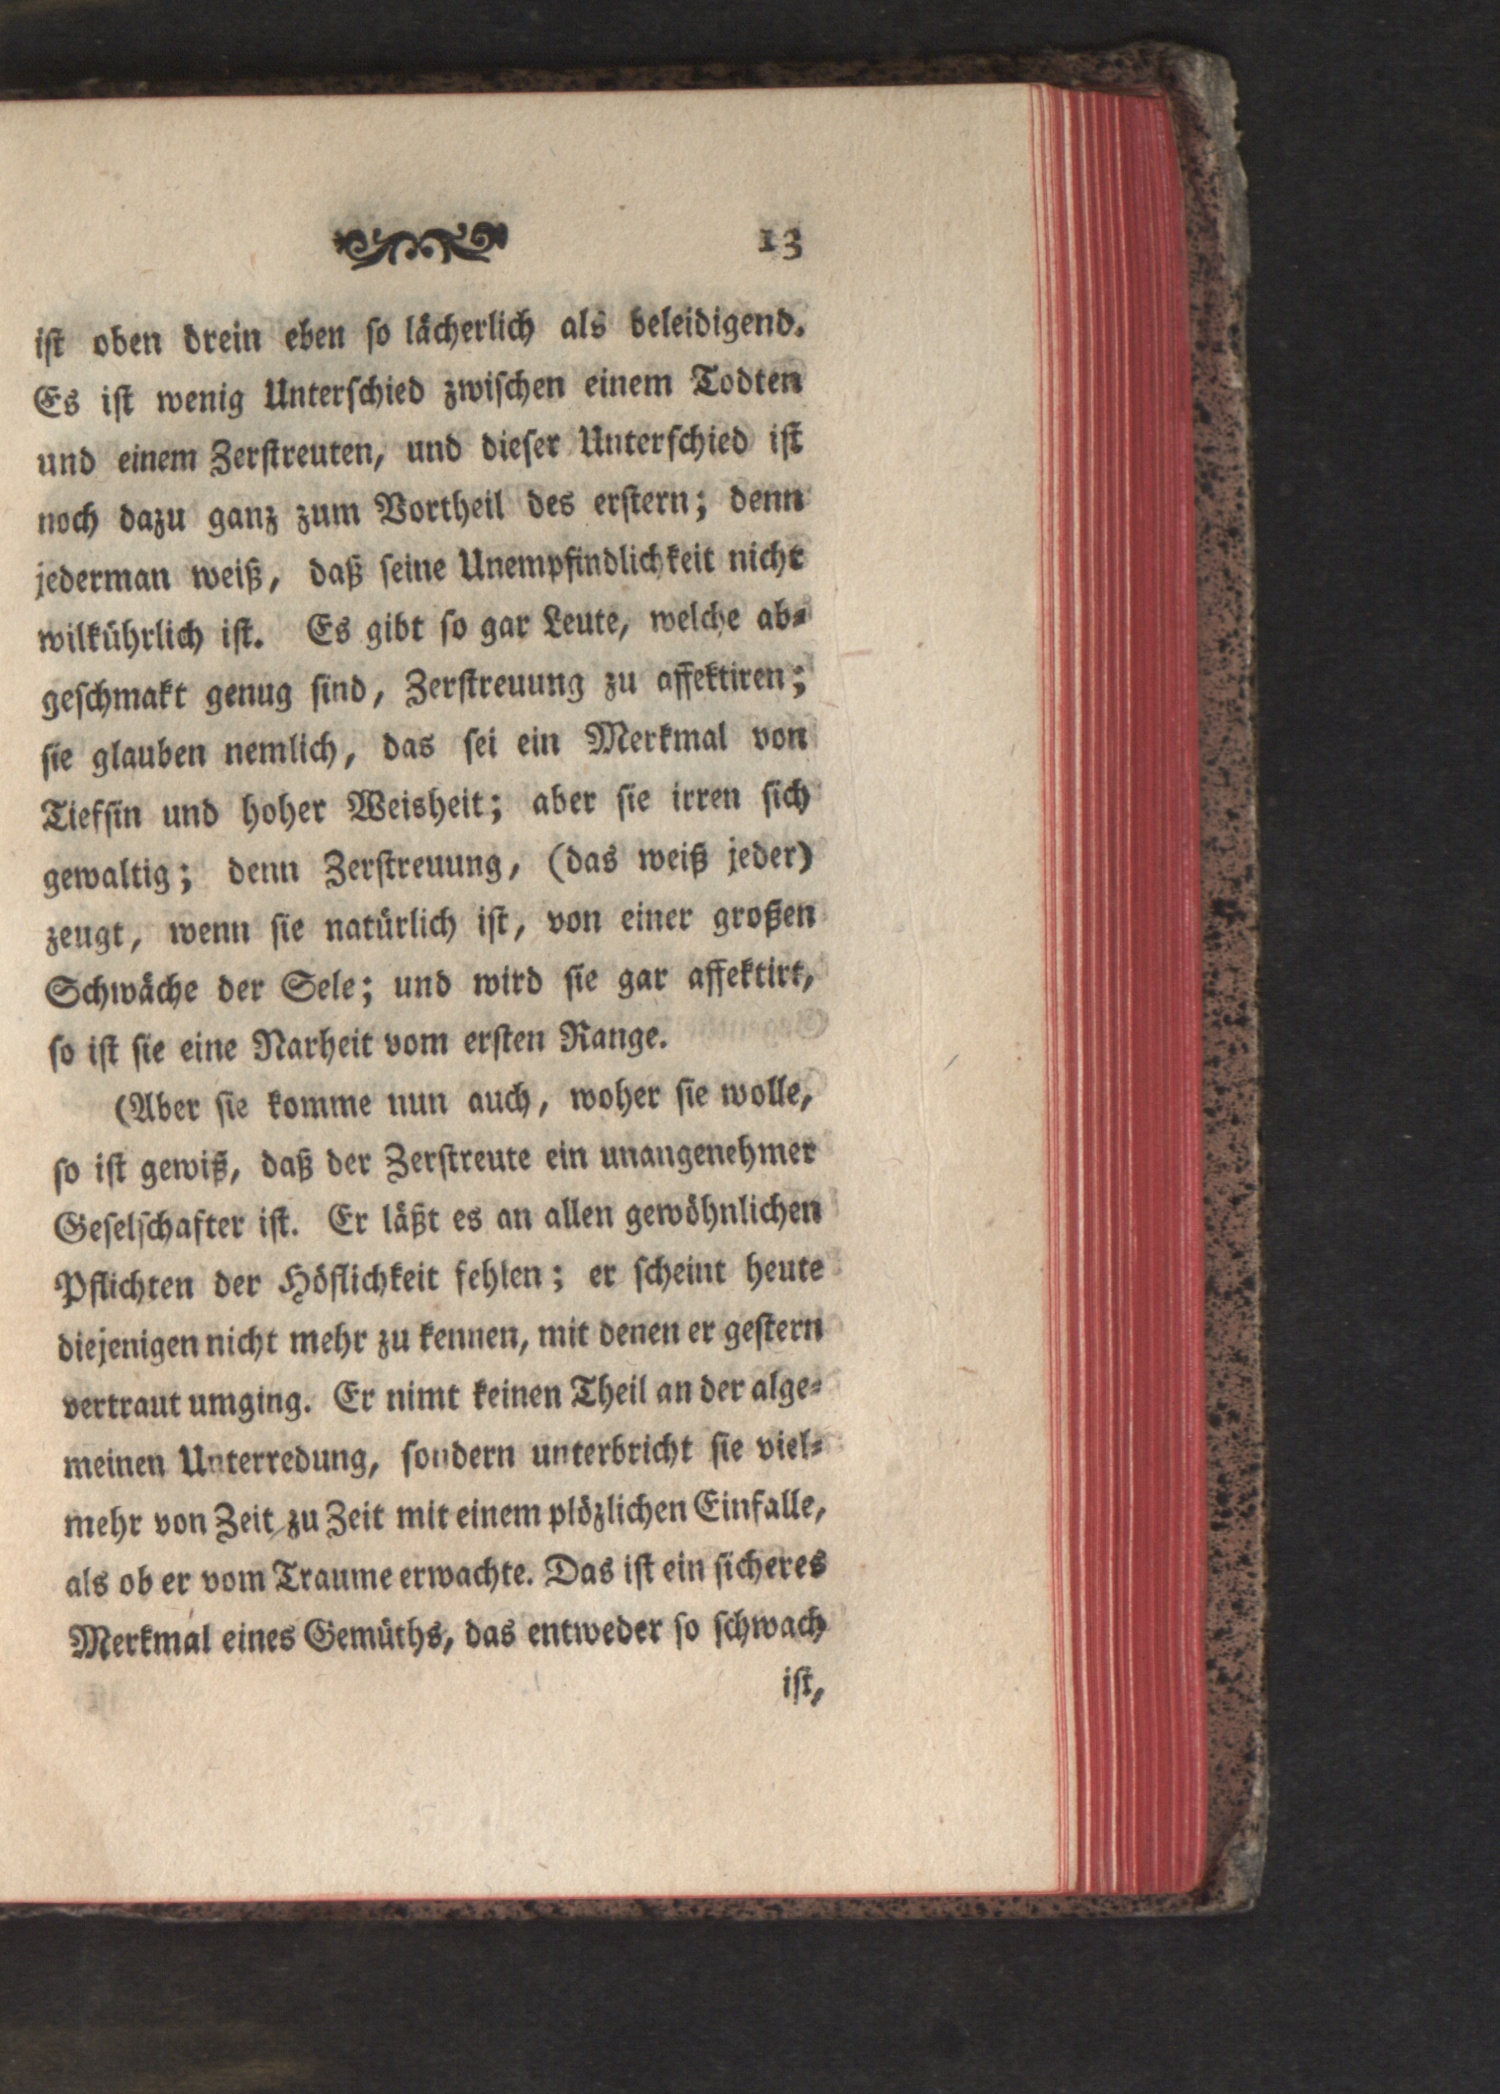 13
ist oben drein eben so lächerlich als beleidigend.
Es ist wenig Unterschied zwischen einem Todten
und einem Zerstreuten, und dieser Unterschied ist
noch dazu ganz zum Vortheil des erstern; denn
jederman weiß, daß seine Unempfindlichkeit nicht
wilkührlich ist. Es gibt so gar Leute, welche ab-
geschmakt genug sind, Zerstreuung zu affektiren;
sie glauben nemlich, das sei ein Merkmal von
Tiefsin und hoher Weisheit; aber sie irren sich
gewaltig; denn Zerstreuung, (das weiß jeder)
zeugt, wenn sie natürlich ist, von einer großen
Schwäche der Sele; und wird sie gar affektirt,
so ist sie eine Narheit vom ersten Range.
(Aber sie komme nun auch, woher sie wolle,
so ist gewiß, daß der Zerstreute ein unangenehmer
Geselschafter ist. Er läßt es an allen gewöhnlichen
Pflichten der Höflichkeit fehlen; er scheint heute
diejenigen nicht mehr zu kennen, mit denen er gestern
vertraut umging. Er nimt keinen Theil an der alge-
meinen Unterredung, sondern unterbricht sie viel-
mehr von Zeit zu Zeit mit einem plözlichen Einfalle,
als ob er vom Traume erwachte. Das ist ein sicheres
Merkmal eines Gemüths, das entweder so schwach
ist,